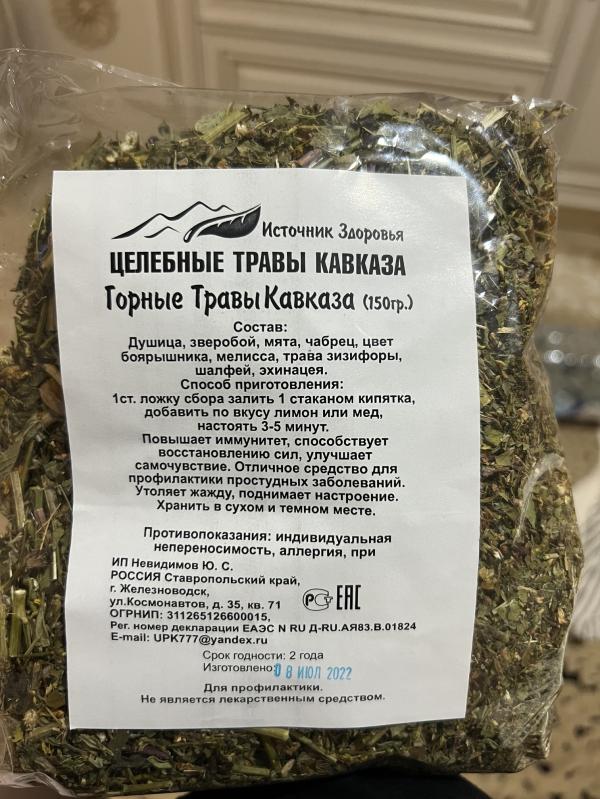 Источник Здоровья
ЦЕЛЕБНЫЕ ТРАВЫ КАВКАЗА
Горные Травы Кавказа (150гр.)
Состав:
Душица, зверобой, мята, чабрец, цвет
боярышника, мелисса, трава зизифоры,
шалфей, эхинацея.
Способ приготовления:
1ст. ложку сбора залить 1 стаканом кипятка,
добавить по вкусу лимон или мед,
настоять 3-5 минут.
Повышает иммунитет, способствует
восстановлению сил, улучшает
самочувствие. Отличное средство для
профилактики простудных заболеваний.
Утоляет жажду, поднимает настроение.
Хранить в сухом и темном месте.
Противопоказания: индивидуальная
непереносимость, аллергия, при
ИП Невидимов Ю. С.
РОССИЯ Ставропольский край,
г. Железноводск,
ул.Космонавтов, д. 35, кв. 71
ОГРНИП: 311265126600015,
Рег. номер декларации ЕАЭС N RU Д-RU.АЯ83.В.01824
E-mail: UPK777@yandex.ru
РСТ ЕАС
Срок годности: 2 года
Изготовлено: 08 ИЮЛ 2022
Для профилактики.
Не является лекарственным средством.